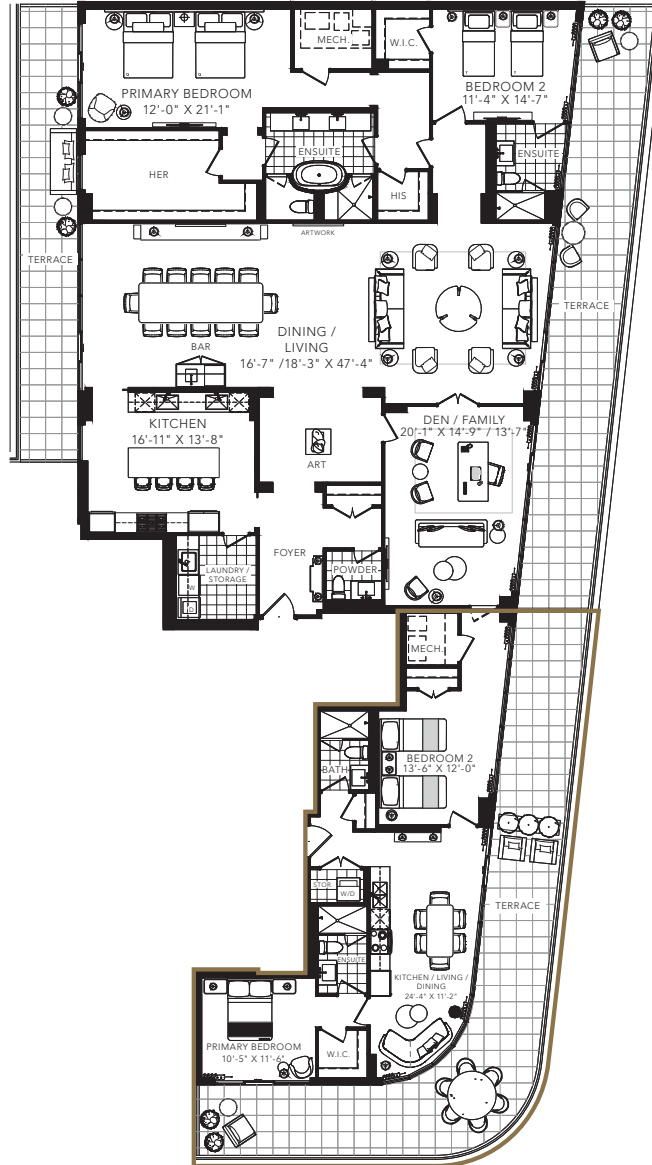 MECH.
W.I.C.
PRIMARY BEDROOM
12'-0" X 21'-1"
BEDROOM 2
11'-4" X 14'-7"
ENSUITE
ENSUITE
HER
HIS
ARTWORK
TERRACE
TERRACE
DINING /
LIVING
16'-7" /18'-3" X 47'-4"
BAR
KITCHEN
16'-11" X 13'-8"
DEN / FAMILY
20'-1" X 14'-9" / 13'-7"
ART
FOYER
LAUNDRY /
STORAGE
POWDER
W
D
MECH.
BEDROOM 2
13'-6" X 12'-0"
BATH
STOR.
W/D
TERRACE
ENSUITE
KITCHEN / LIVING /
DINING
24'-4" X 11'-2"
PRIMARY BEDROOM
10'-5" X 11'-6"
W.I.C.